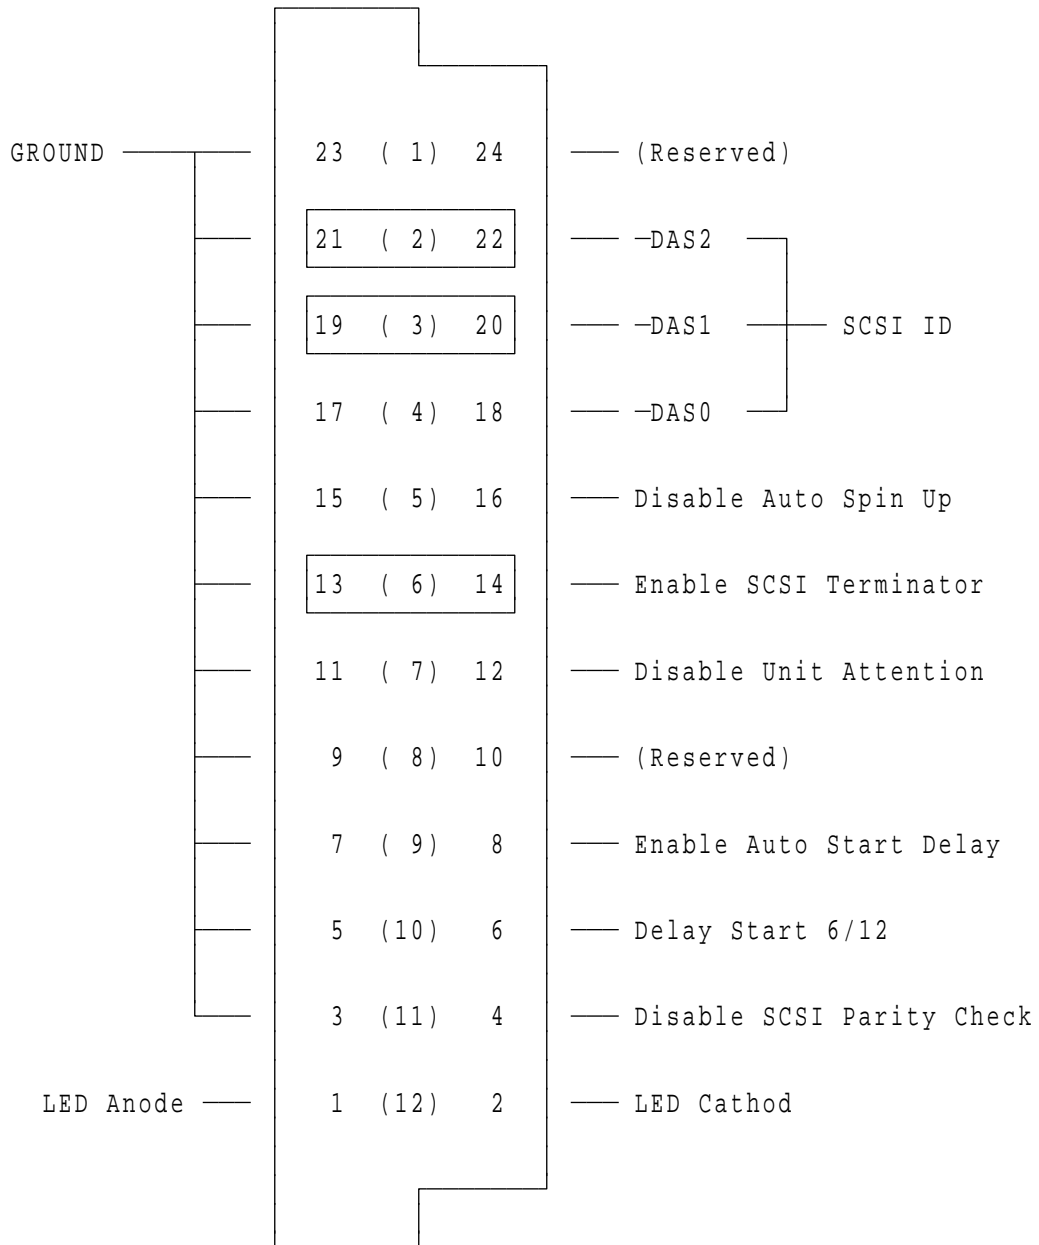 GROUND 23 ( 1) 24 (Reserved)
21 ( 2) 22 —DAS2
19 ( 3) 20 —DAS1 SCSI ID
17 ( 4) 18 —DAS0
15 ( 5) 16 Disable Auto Spin Up
13 ( 6) 14 Enable SCSI Terminator
11 ( 7) 12 Disable Unit Attention
9 ( 8) 10 (Reserved)
7 ( 9) 8 Enable Auto Start Delay
5 (10) 6 Delay Start 6/12
3 (11) 4 Disable SCSI Parity Check
LED Anode 1 (12) 2 LED Cathod